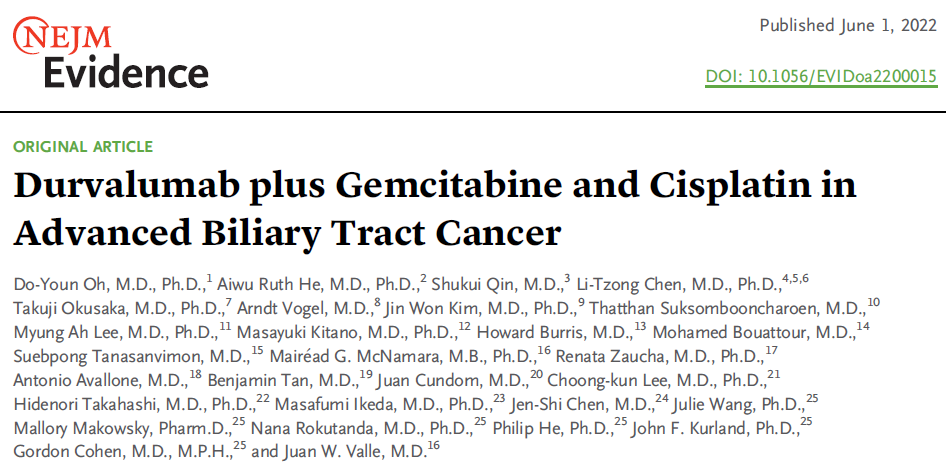 NEJM
Evidence
Published June 1, 2022
DOI: 10.1056/EVIDoa2200015
ORIGINAL ARTICLE
Durvalumab plus Gemcitabine and Cisplatin in
Advanced Biliary Tract Cancer
Do-Youn Oh, M.D., Ph.D.,1 Aiwu Ruth He, M.D., Ph.D.,2 Shukui Qin, M.D.,3 Li-Tzong Chen, M.D., Ph.D.,4,5,6
Takuji Okusaka, M.D., Ph.D.,7 Arndt Vogel, M.D.,8 Jin Won Kim, M.D., Ph.D.,9 Thatthan Suksombooncharoen, M.D.,10
Myung Ah Lee, M.D., Ph.D.,11 Masayuki Kitano, M.D., Ph.D.,12 Howard Burris, M.D.,13 Mohamed Bouattour, M.D.,14
Suebpong Tanasanvimon, M.D.,15 Mairéad G. McNamara, M.B., Ph.D.,16 Renata Zaucha, M.D., Ph.D.,17
Antonio Avallone, M.D.,18 Benjamin Tan, M.D.,19 Juan Cundom, M.D.,20 Choong-kun Lee, M.D., Ph.D.,21
Hidenori Takahashi, M.D., Ph.D.,22 Masafumi Ikeda, M.D., Ph.D.,23 Jen-Shi Chen, M.D.,24 Julie Wang, Ph.D.,25
Mallory Makowsky, Pharm.D.,25 Nana Rokutanda, M.D., Ph.D.,25 Philip He, Ph.D.,25 John F. Kurland, Ph.D.,25
Gordon Cohen, M.D., M.P.H.,25 and Juan W. Valle, M.D.16